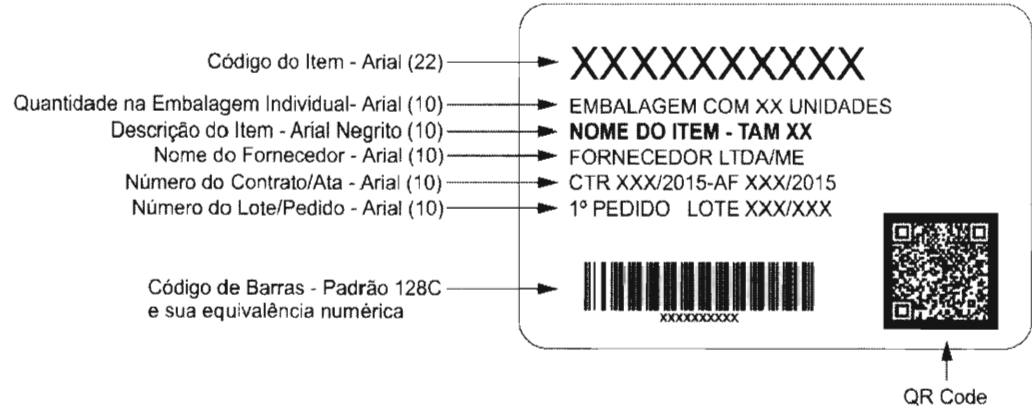 Código do Item - Arial (22)
XXXXXXXXXX
Quantidade na Embalagem Individual- Arial (10)
EMBALAGEM COM XX UNIDADES
Descrição do Item - Arial Negrito (10)
NOME DO ITEM - TAM XX
Nome do Fornecedor - Arial (10)
FORNECEDOR LTDA/ME
Número do Contrato/Ata - Arial (10)
CTR XXX/2015-AF XXX/2015
Número do Lote/Pedido - Arial (10)
1º PEDIDO LOTE XXX/XXX
Código de Barras - Padrão 128C
e sua equivalência numérica
XXXXXXXXXX
QR Code